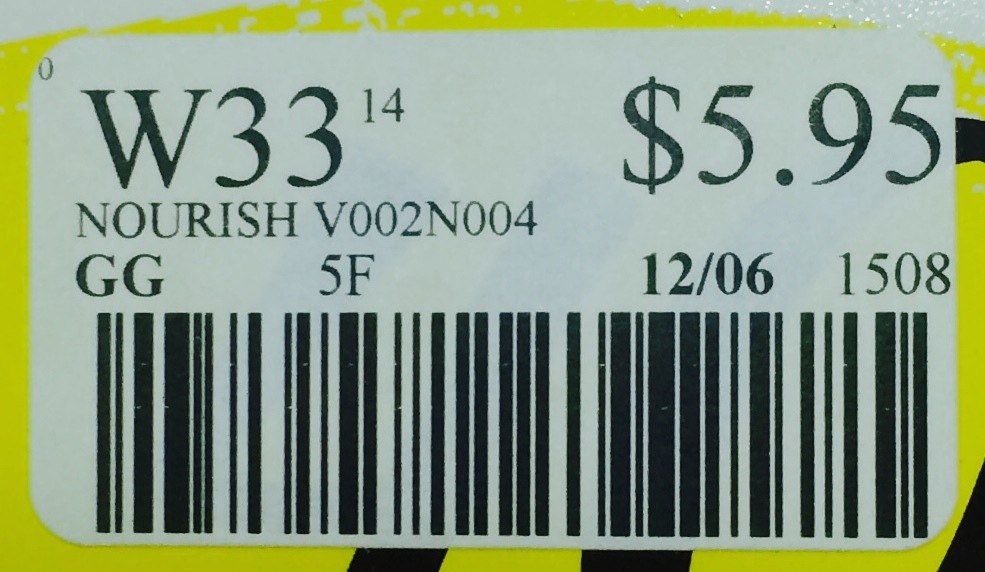 0
W33 14 $5.95
NOURISH V002N004
GG 5F 12/06 1508